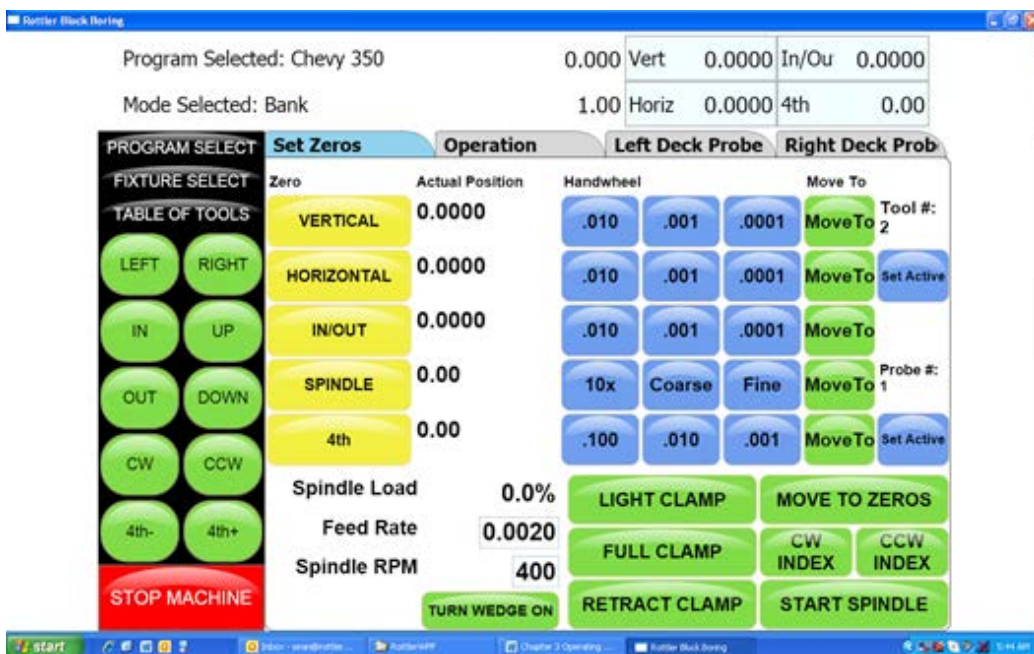 Rottler Block Boring
Program Selected: Chevy 350 0.000 Vert 0.0000 In/Ou 0.0000
Mode Selected: Bank 1.00 Horiz 0.0000 4th 0.00
PROGRAM SELECT Set Zeros Operation Left Deck Probe Right Deck Prob
FIXTURE SELECT Zero Actual Position Handwheel Move To
TABLE OF TOOLS VERTICAL 0.0000 .010 .001 .0001 MoveTo Tool #:
2
LEFT RIGHT HORIZONTAL 0.0000 .010 .001 .0001 MoveTo Set Active
IN UP IN/OUT 0.0000 .010 .001 .0001 MoveTo
OUT DOWN SPINDLE 0.00 10x Coarse Fine MoveTo Probe #:
1
CW CCW 4th 0.00 .100 .010 .001 MoveTo Set Active
4th- 4th+
STOP MACHINE
Spindle Load 0.0%
Feed Rate 0.0020
Spindle RPM 400
TURN WEDGE ON
LIGHT CLAMP MOVE TO ZEROS
FULL CLAMP CW INDEX CCW INDEX
RETRACT CLAMP START SPINDLE
start Chapter 3 Operating ... Rottler Block Boring